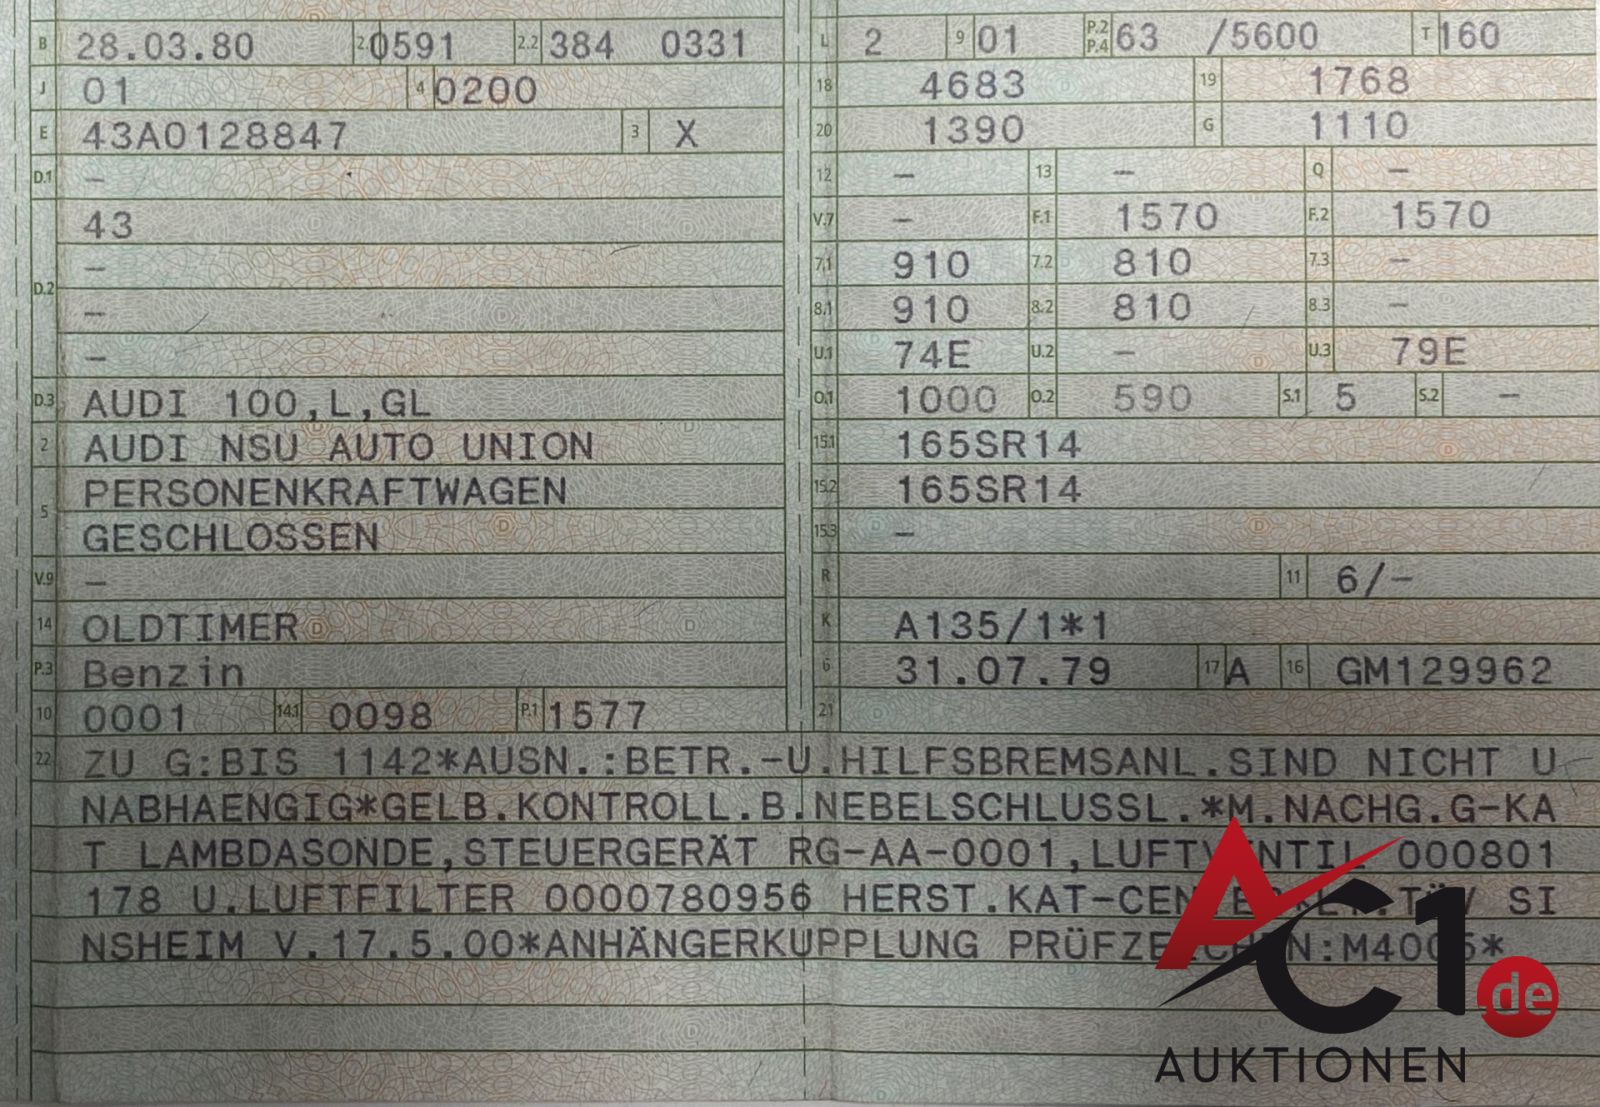 B 28.03.80 2.1 0591 2.2 384 0331
J 01 4 0200
E 43A0128847 3 X
D.1 –
43
–
D.2
–
–
D.3 AUDI 100,L,GL
2 AUDI NSU AUTO UNION
PERSONENKRAFTWAGEN
5
GESCHLOSSEN
V.9 –
14 OLDTIMER
P.3 Benzin
10 0001 14.1 0098 P.1 1577
L 2 9 01 P.2 P.4 63 /5600 T 160
18 4683 19 1768
20 1390 G 1110
12 – 13 – Q –
V.7 – F.1 1570 F.2 1570
7.1 910 7.2 810 7.3 –
8.1 910 8.2 810 8.3 –
U.1 74E U.2 – U.3 79E
O.1 1000 O.2 590 S.1 5 S.2 –
15.1 165SR14
15.2 165SR14
15.3 –
R 11 6/–
K A135/1*1
6 31.07.79 17 A 16 GM129962
21
22 ZU G:BIS 1142*AUSN.:BETR.-U.HILFSBREMSANL.SIND NICHT U
NABHAENGIG*GELB.KONTROLL.B.NEBELSCHLUSSL.*M.NACHG.G-KA
T LAMBDASONDE,STEUERGERÄT RG-AA-0001,LUFTVENTIL 000801
178 U.LUFTFILTER 0000780956 HERST.KAT-CENTER SI
NSHEIM V.17.5.00*ANHÄNGERKUPPLUNG PRÜFZEICHEN:M4005*
AC1.de
AUKTIONEN